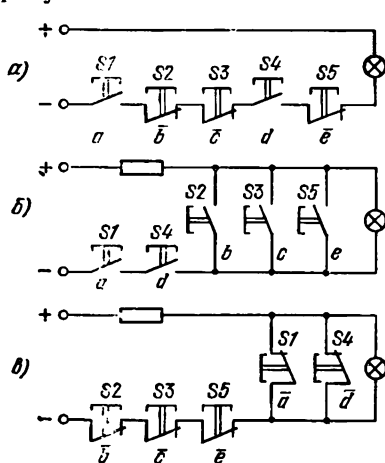 +
а)
S1 S2 S3 S4 S5
−
a b̅ c̅ d e̅
+
б)
S2 S3 S5
S1 S4
b c e
−
a d
+
в)
S1 S4
a̅ d̅
S2 S3 S5
−
b̅ c̅ e̅